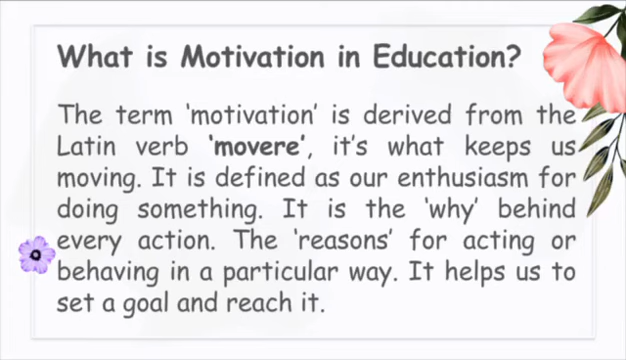 What is Motivation in Education?
The term ‘motivation’ is derived from the
Latin verb ‘movere’, it’s what keeps us
moving. It is defined as our enthusiasm for
doing something. It is the ‘why’ behind
every action. The ‘reasons’ for acting or
behaving in a particular way. It helps us to
set a goal and reach it.